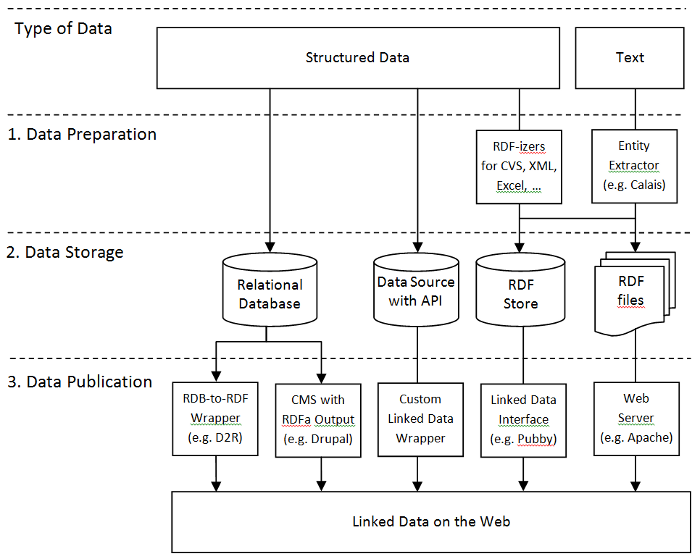 Type of Data
Structured Data
Text
1. Data Preparation
RDF-izers
for CVS, XML,
Excel, ...
Entity
Extractor
(e.g. Calais)
2. Data Storage
Relational
Database
Data Source
with API
RDF
Store
RDF
files
3. Data Publication
RDB-to-RDF
Wrapper
(e.g. D2R)
CMS with
RDFa Output
(e.g. Drupal)
Custom
Linked Data
Wrapper
Linked Data
Interface
(e.g. Pubby)
Web
Server
(e.g. Apache)
Linked Data on the Web